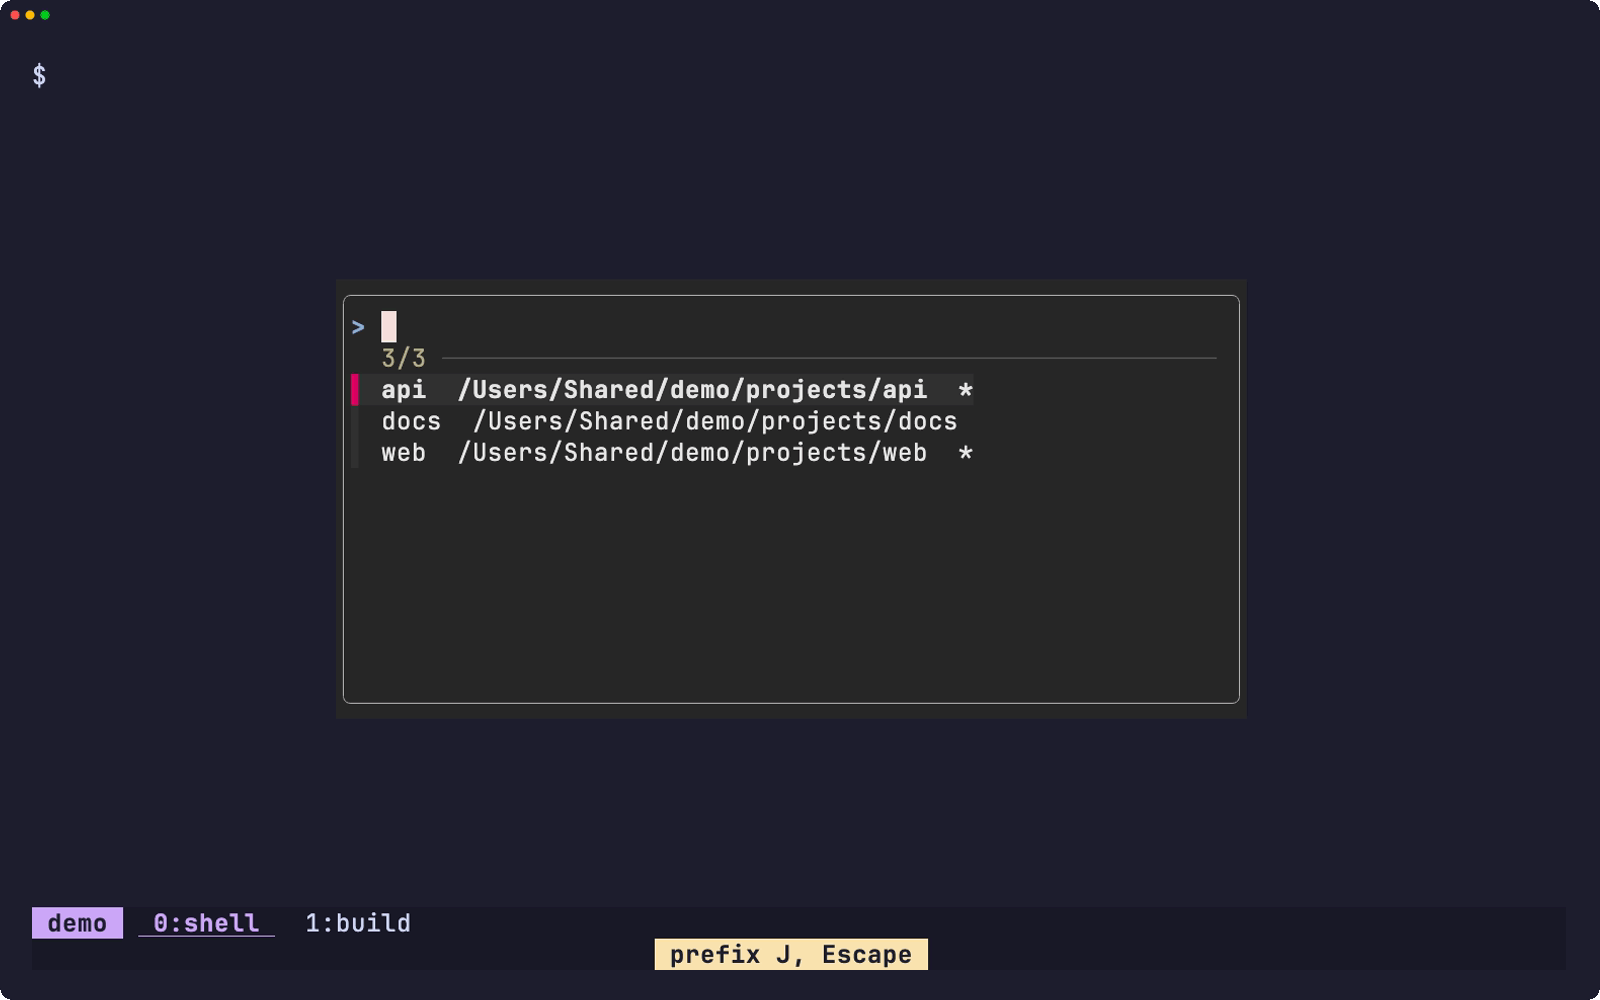 $
>
3/3
api  /Users/Shared/demo/projects/api  *
docs  /Users/Shared/demo/projects/docs
web  /Users/Shared/demo/projects/web  *
demo  0:shell  1:build
prefix J, Escape